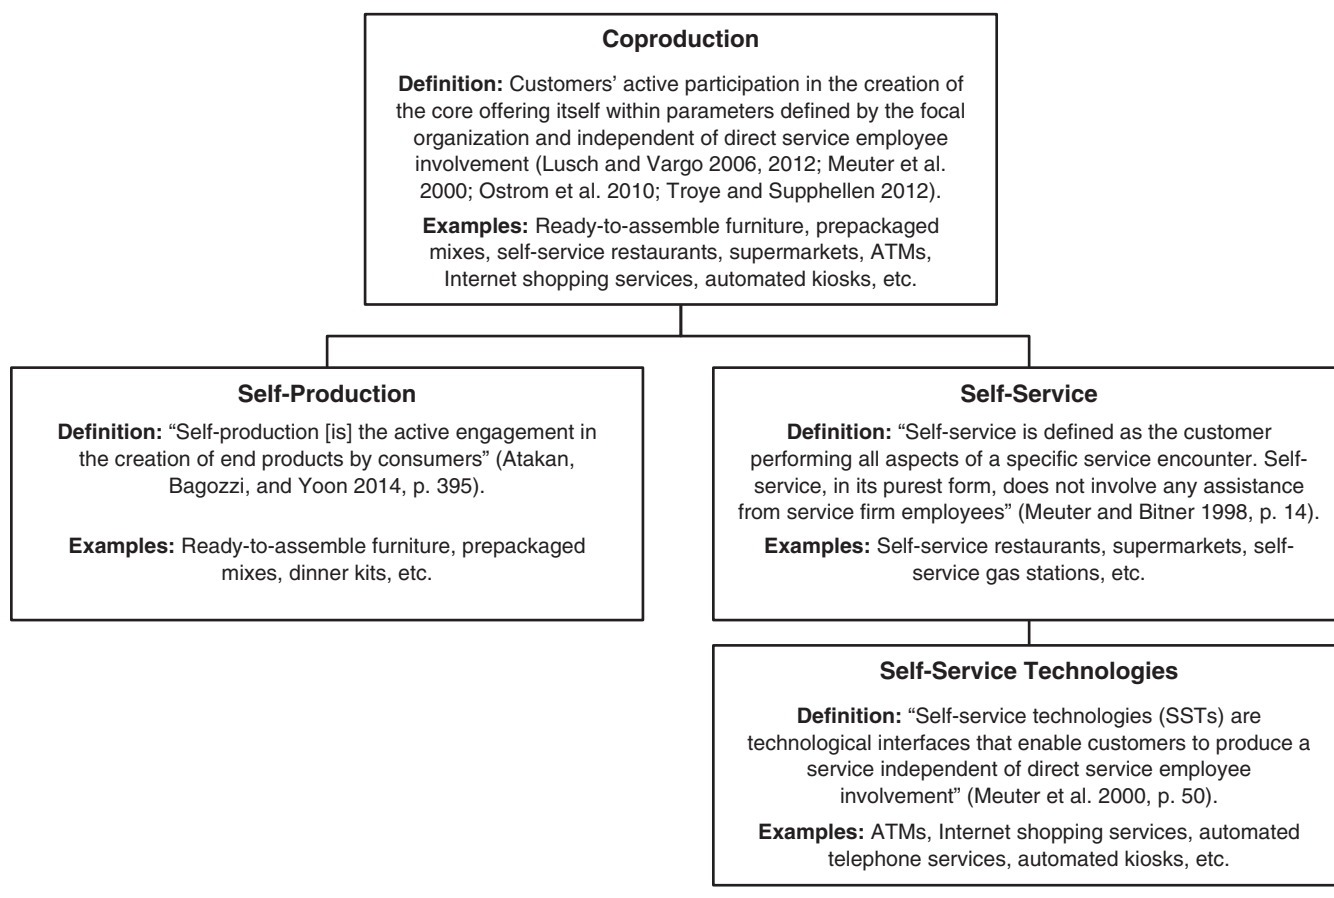 Coproduction
Definition: Customers’ active participation in the creation of
the core offering itself within parameters defined by the focal
organization and independent of direct service employee
involvement (Lusch and Vargo 2006, 2012; Meuter et al.
2000; Ostrom et al. 2010; Troye and Supphellen 2012).
Examples: Ready-to-assemble furniture, prepackaged
mixes, self-service restaurants, supermarkets, ATMs,
Internet shopping services, automated kiosks, etc.
Self-Production
Definition: “Self-production [is] the active engagement in
the creation of end products by consumers” (Atakan,
Bagozzi, and Yoon 2014, p. 395).
Examples: Ready-to-assemble furniture, prepackaged
mixes, dinner kits, etc.
Self-Service
Definition: “Self-service is defined as the customer
performing all aspects of a specific service encounter. Self-
service, in its purest form, does not involve any assistance
from service firm employees” (Meuter and Bitner 1998, p. 14).
Examples: Self-service restaurants, supermarkets, self-
service gas stations, etc.
Self-Service Technologies
Definition: “Self-service technologies (SSTs) are
technological interfaces that enable customers to produce a
service independent of direct service employee
involvement” (Meuter et al. 2000, p. 50).
Examples: ATMs, Internet shopping services, automated
telephone services, automated kiosks, etc.